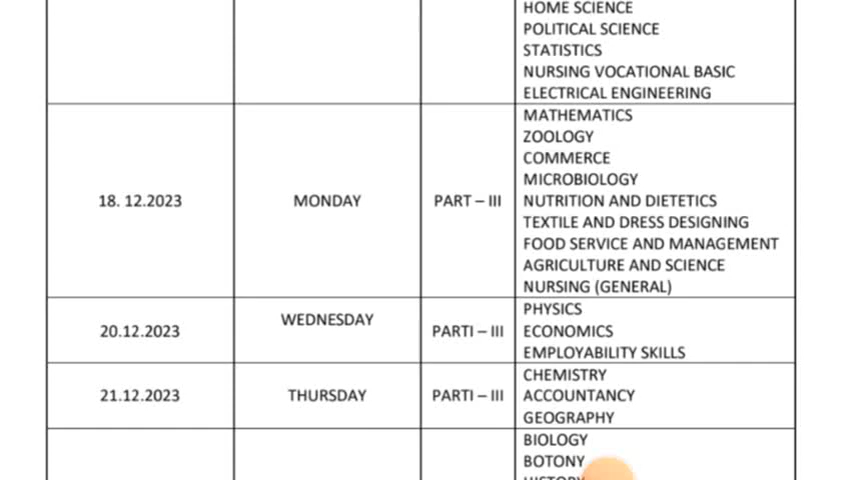 HOME SCIENCE
POLITICAL SCIENCE
STATISTICS
NURSING VOCATIONAL BASIC
ELECTRICAL ENGINEERING
18. 12.2023
MONDAY
PART – III
MATHEMATICS
ZOOLOGY
COMMERCE
MICROBIOLOGY
NUTRITION AND DIETETICS
TEXTILE AND DRESS DESIGNING
FOOD SERVICE AND MANAGEMENT
AGRICULTURE AND SCIENCE
NURSING (GENERAL)
20.12.2023
WEDNESDAY
PARTI – III
PHYSICS
ECONOMICS
EMPLOYABILITY SKILLS
21.12.2023
THURSDAY
PARTI – III
CHEMISTRY
ACCOUNTANCY
GEOGRAPHY
BIOLOGY
BOTONY